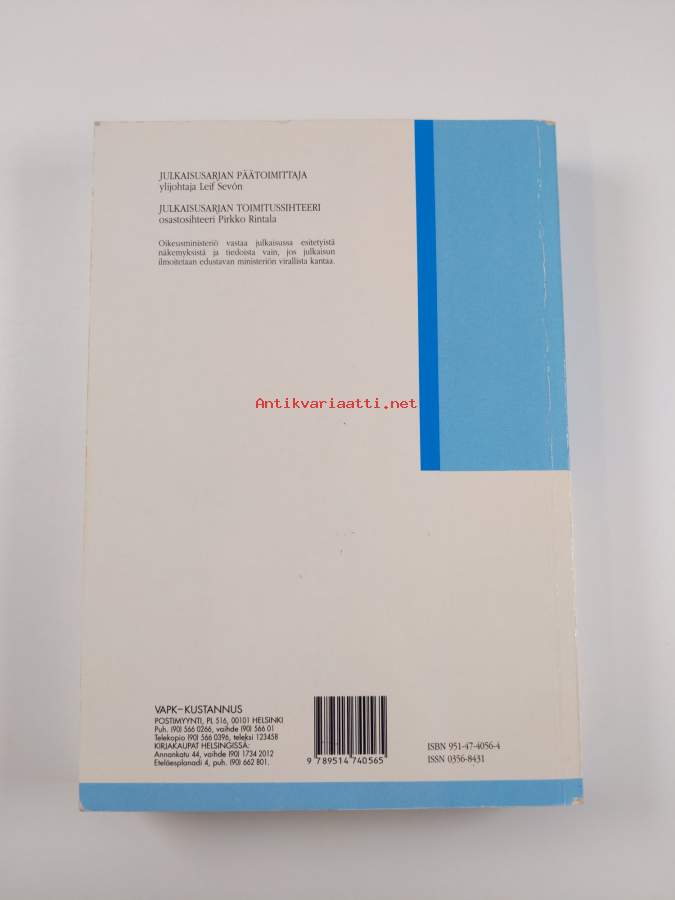 JULKAISUSARJAN PÄÄTOIMITTAJA
ylijohtaja Leif Sevón
JULKAISUSARJAN TOIMITUSSIHTEERI
osastosihteeri Pirkko Rintala
Oikeusministeriö vastaa julkaisussa esitetyistä
näkemyksistä ja tiedoista vain, jos julkaisun
ilmoitetaan edustavan ministeriön virallista kantaa.
Antikvariaatti.net
VAPK-KUSTANNUS
POSTIMYYNTI, PL 516, 00101 HELSINKI
Puh. (90) 566 0266, vaihde (90) 566 01
Telekopio (90) 566 0396, teleksi 123458
KIRJAKAUPAT HELSINGISSÄ:
Annankatu 44, vaihde (90) 1734 2012
Eteläesplanadi 4, puh. (90) 662 801.
9 789514 740565
ISBN 951-47-4056-4
ISSN 0356-8431